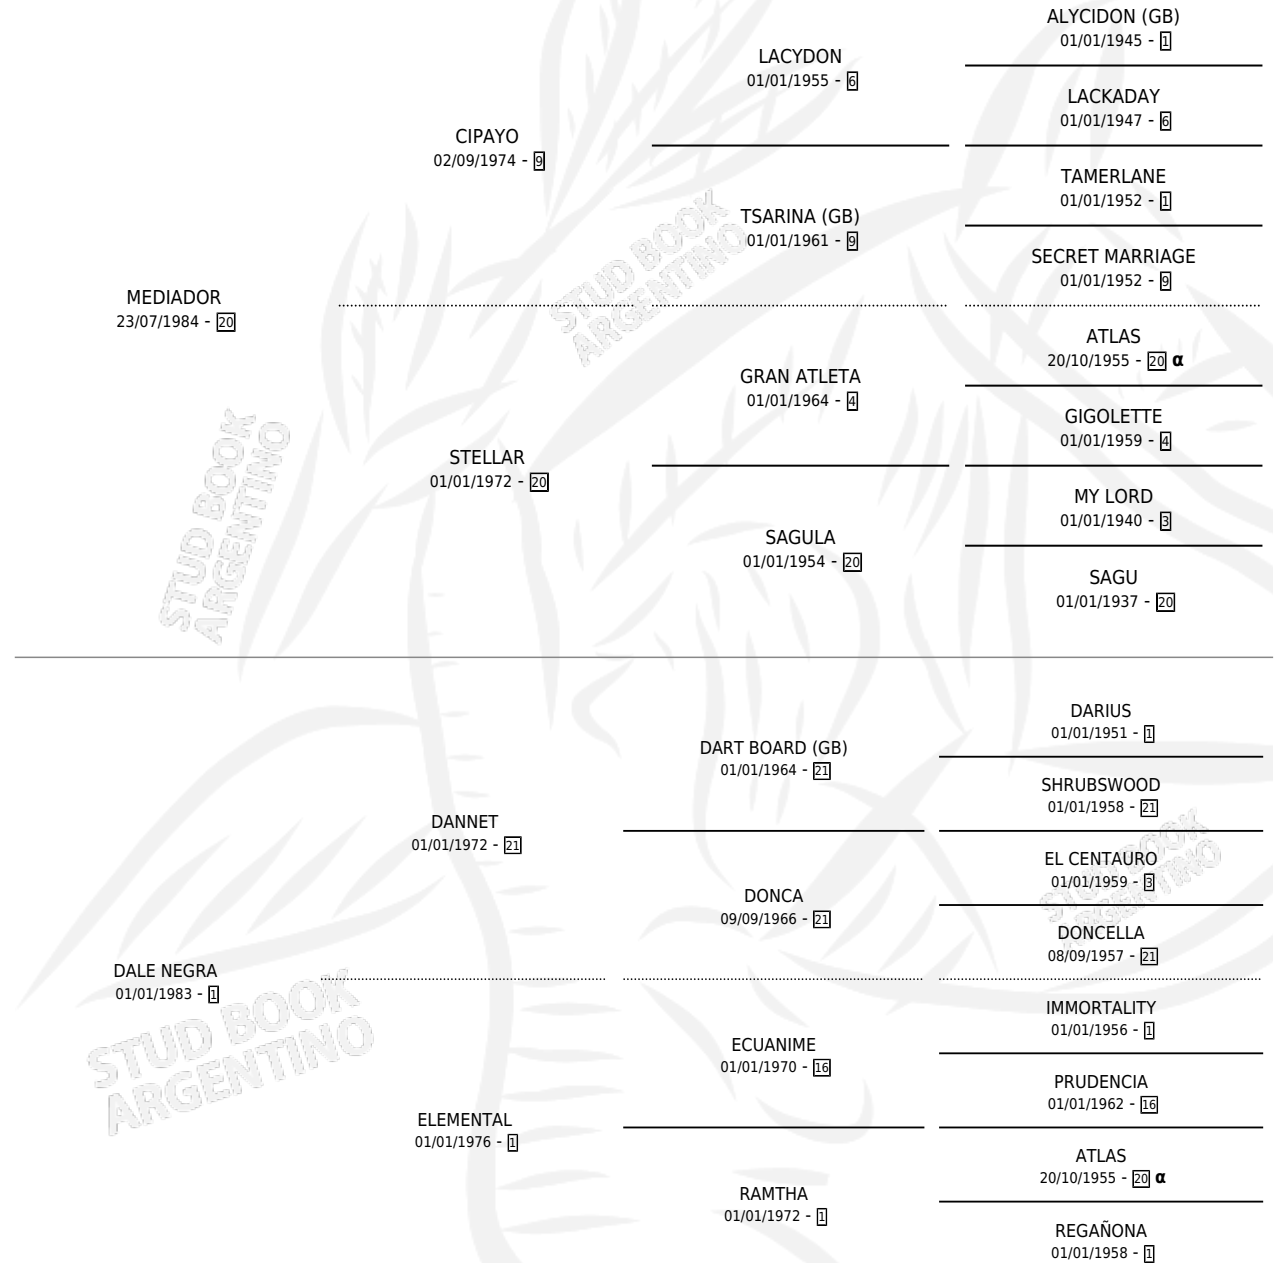 ALYCIDON (GB)
01/01/1945 - 1
LACYDON
01/01/1955 - 6
LACKADAY
01/01/1947 - 6
CIPAYO
02/09/1974 - 9
TAMERLANE
01/01/1952 - 1
TSARINA (GB)
01/01/1961 - 9
SECRET MARRIAGE
01/01/1952 - 9
MEDIADOR
23/07/1984 - 20
ATLAS
20/10/1955 - 20 α
GRAN ATLETA
01/01/1964 - 4
GIGOLETTE
01/01/1959 - 4
STELLAR
01/01/1972 - 20
MY LORD
01/01/1940 - 3
SAGULA
01/01/1954 - 20
SAGU
01/01/1937 - 20
DARIUS
01/01/1951 - 1
DART BOARD (GB)
01/01/1964 - 21
SHRUBSWOOD
01/01/1958 - 21
DANNET
01/01/1972 - 21
EL CENTAURO
01/01/1959 - 3
DONCA
09/09/1966 - 21
DONCELLA
08/09/1957 - 21
DALE NEGRA
01/01/1983 - 1
IMMORTALITY
01/01/1956 - 1
ECUANIME
01/01/1970 - 16
PRUDENCIA
01/01/1962 - 16
ELEMENTAL
01/01/1976 - 1
ATLAS
20/10/1955 - 20 α
RAMTHA
01/01/1972 - 1
REGAÑONA
01/01/1958 - 1
STUD BOOK
ARGENTINO
STUD BOOK
ARGENTINO
STUD BOOK
ARGENTINO
STUD BOOK
ARGENTINO